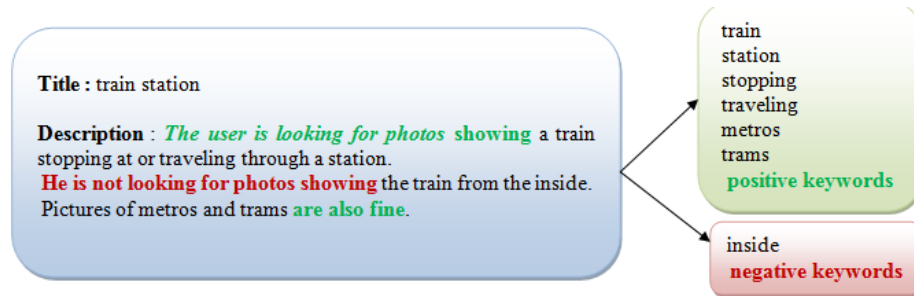 Title : train station
Description : The user is looking for photos showing a train
stopping at or traveling through a station.
He is not looking for photos showing the train from the inside.
Pictures of metros and trams are also fine.
train
station
stopping
traveling
metros
trams
positive keywords
inside
negative keywords